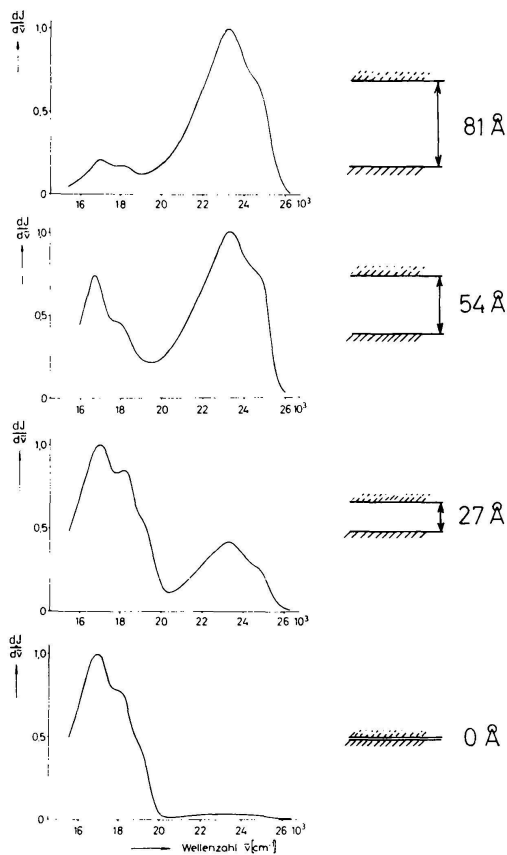 dJ
dν̄
1,0
0,5
0
16 18 20 22 24 26 10³
81 Å
dJ
dν̄
1,0
0,5
0
16 18 20 22 24 26 10³
54 Å
dJ
dν̄
1,0
0,5
0
16 18 20 22 24 26 10³
27 Å
dJ
dν̄
1,0
0,5
0
16 18 20 22 24 26 10³
Wellenzahl ν̄[cm⁻¹]
0 Å